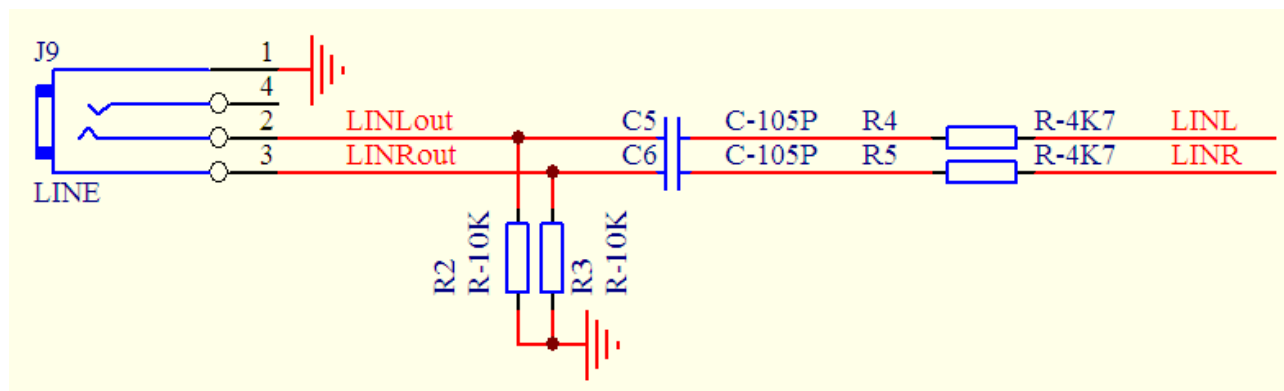 J9
1
4
2
LINLout
C5
C-105P
R4
R-4K7
LINL
3
LINRout
C6
C-105P
R5
R-4K7
LINR
LINE
R2
R-10K
R3
R-10K